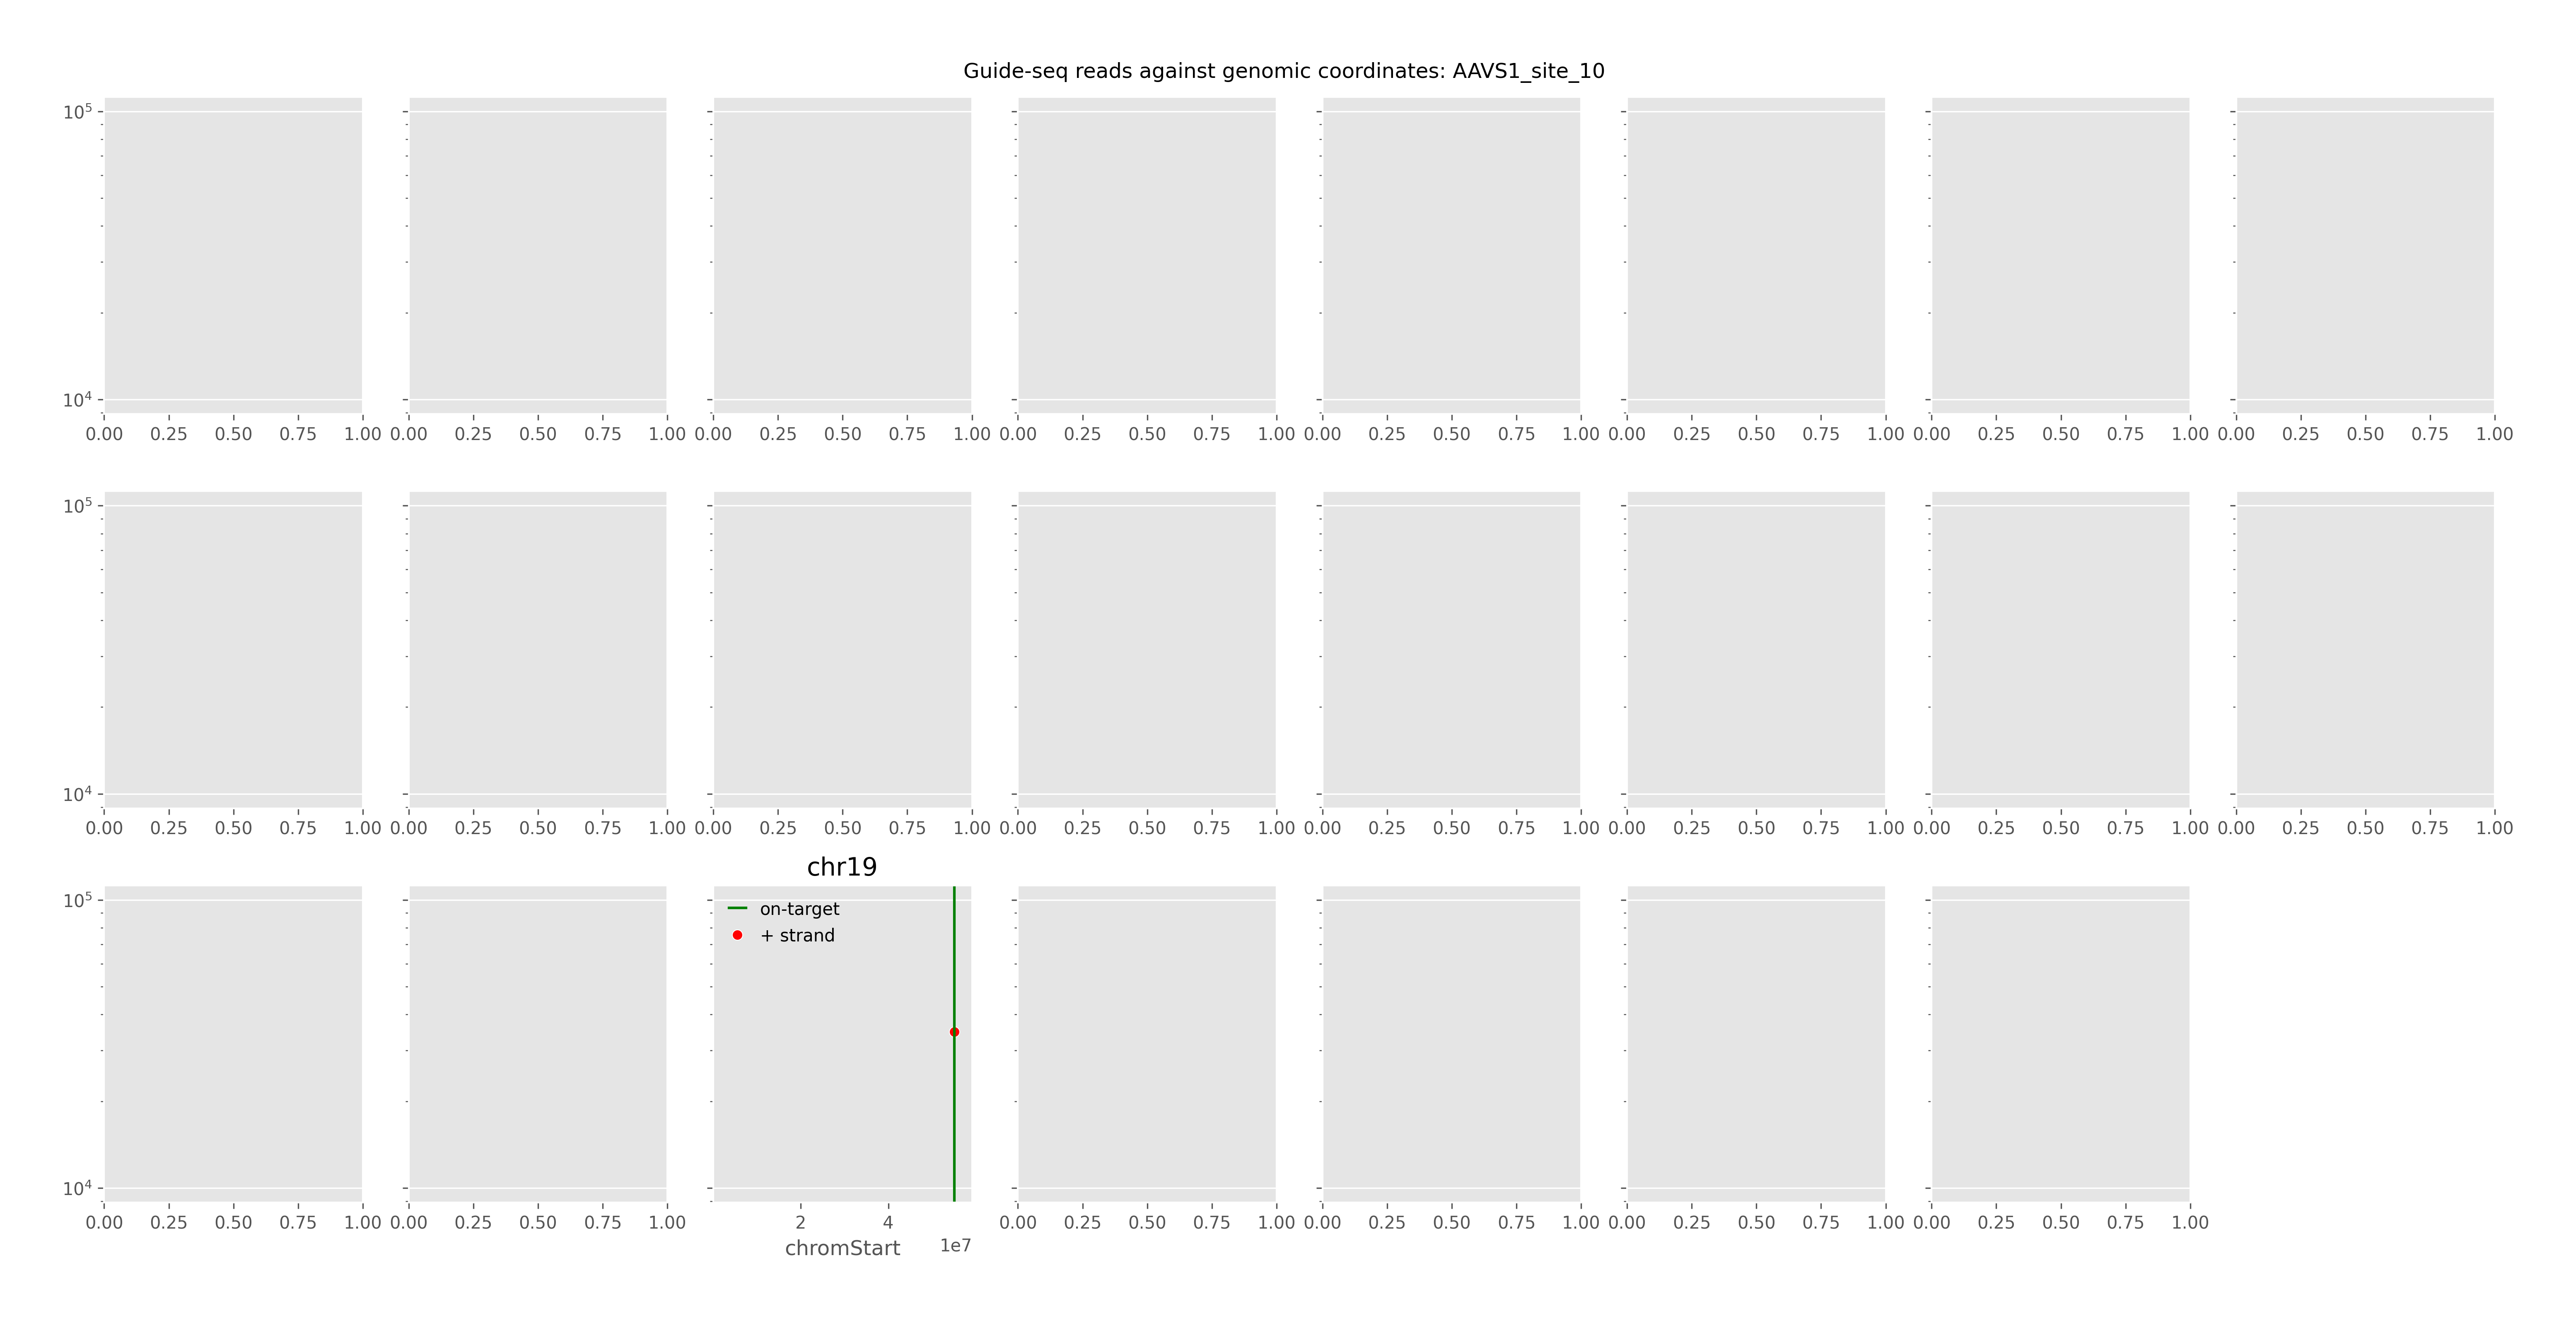 Guide-seq reads against genomic coordinates: AAVS1_site_10
10⁵
10⁴
0.00 0.25 0.50 0.75 1.00 0.00 0.25 0.50 0.75 1.00 0.00 0.25 0.50 0.75 1.00 0.00 0.25 0.50 0.75 1.00 0.00 0.25 0.50 0.75 1.00 0.00 0.25 0.50 0.75 1.00 0.00 0.25 0.50 0.75 1.00 0.00 0.25 0.50 0.75 1.00
10⁵
10⁴
0.00 0.25 0.50 0.75 1.00 0.00 0.25 0.50 0.75 1.00 0.00 0.25 0.50 0.75 1.00 0.00 0.25 0.50 0.75 1.00 0.00 0.25 0.50 0.75 1.00 0.00 0.25 0.50 0.75 1.00 0.00 0.25 0.50 0.75 1.00 0.00 0.25 0.50 0.75 1.00
chr19
10⁵
on-target
+ strand
10⁴
0.00 0.25 0.50 0.75 1.00 0.00 0.25 0.50 0.75 1.00 2 4 0.00 0.25 0.50 0.75 1.00 0.00 0.25 0.50 0.75 1.00 0.00 0.25 0.50 0.75 1.00 0.00 0.25 0.50 0.75 1.00
chromStart 1e7